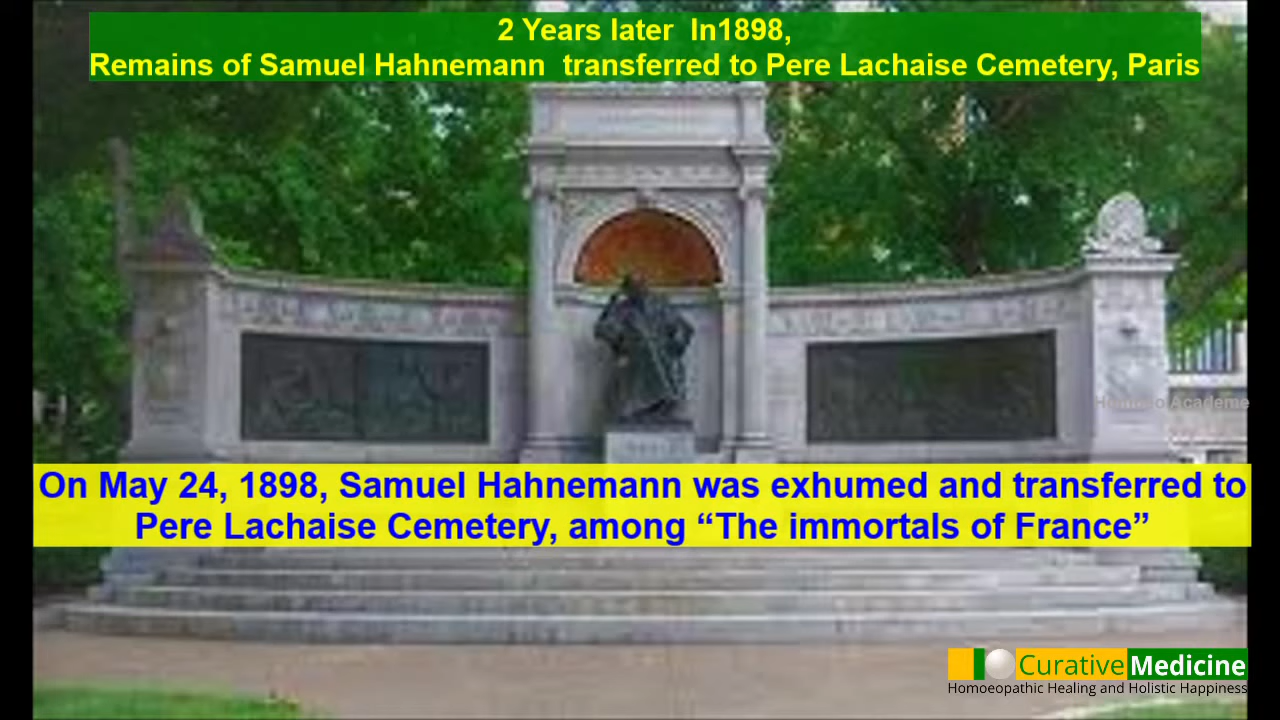 2 Years later  In1898,
Remains of Samuel Hahnemann  transferred to Pere Lachaise Cemetery, Paris
On May 24, 1898, Samuel Hahnemann was exhumed and transferred to
Pere Lachaise Cemetery, among “The immortals of France”
Curative Medicine
Homoeopathic Healing and Holistic Happiness